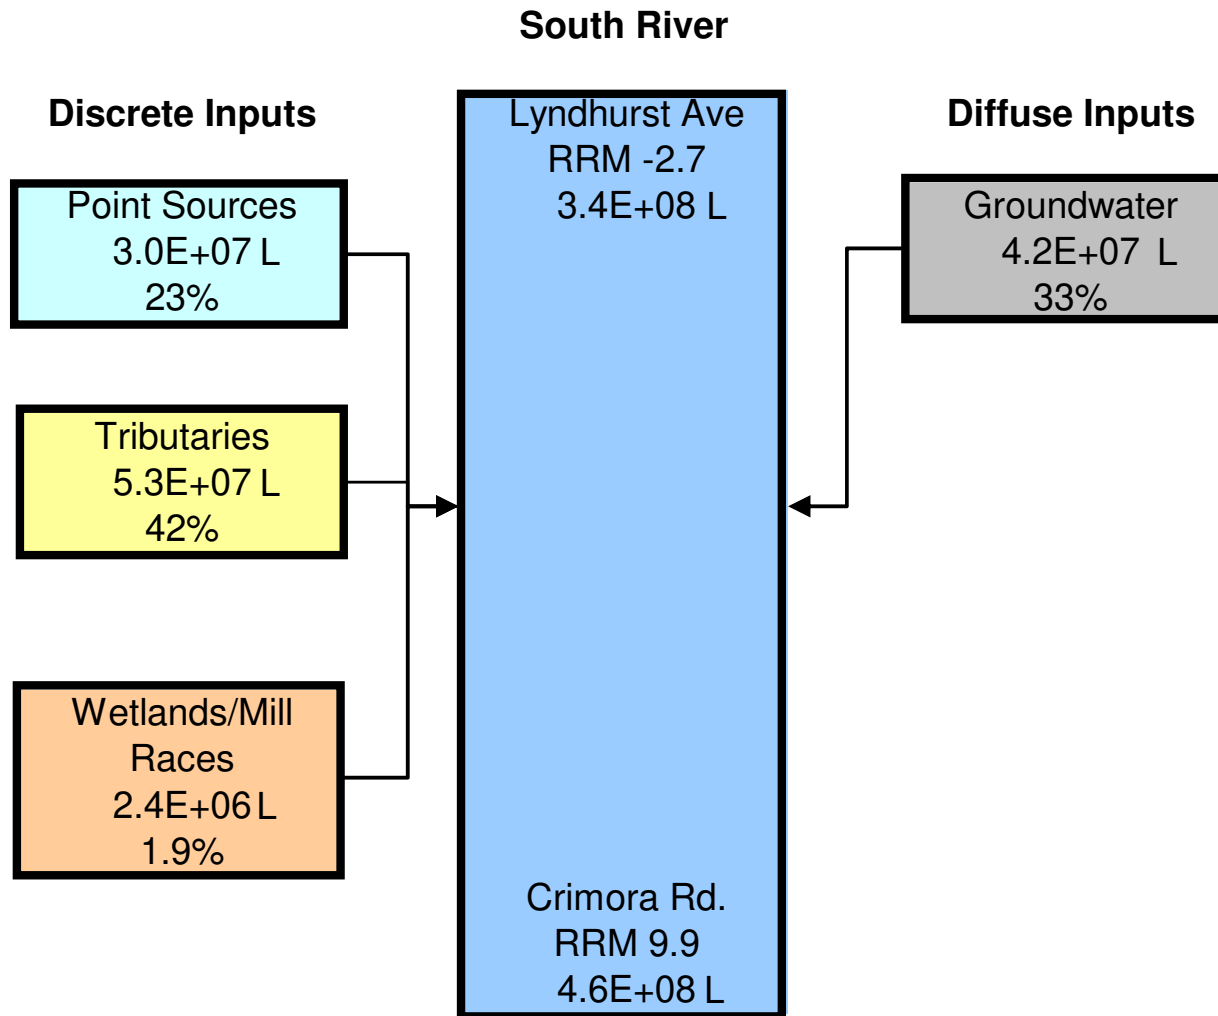 South River
Discrete Inputs
Point Sources
3.0E+07 L
23%
Tributaries
5.3E+07 L
42%
Wetlands/Mill
Races
2.4E+06 L
1.9%
Lyndhurst Ave
RRM -2.7
3.4E+08 L
Crimora Rd.
RRM 9.9
4.6E+08 L
Diffuse Inputs
Groundwater
4.2E+07 L
33%